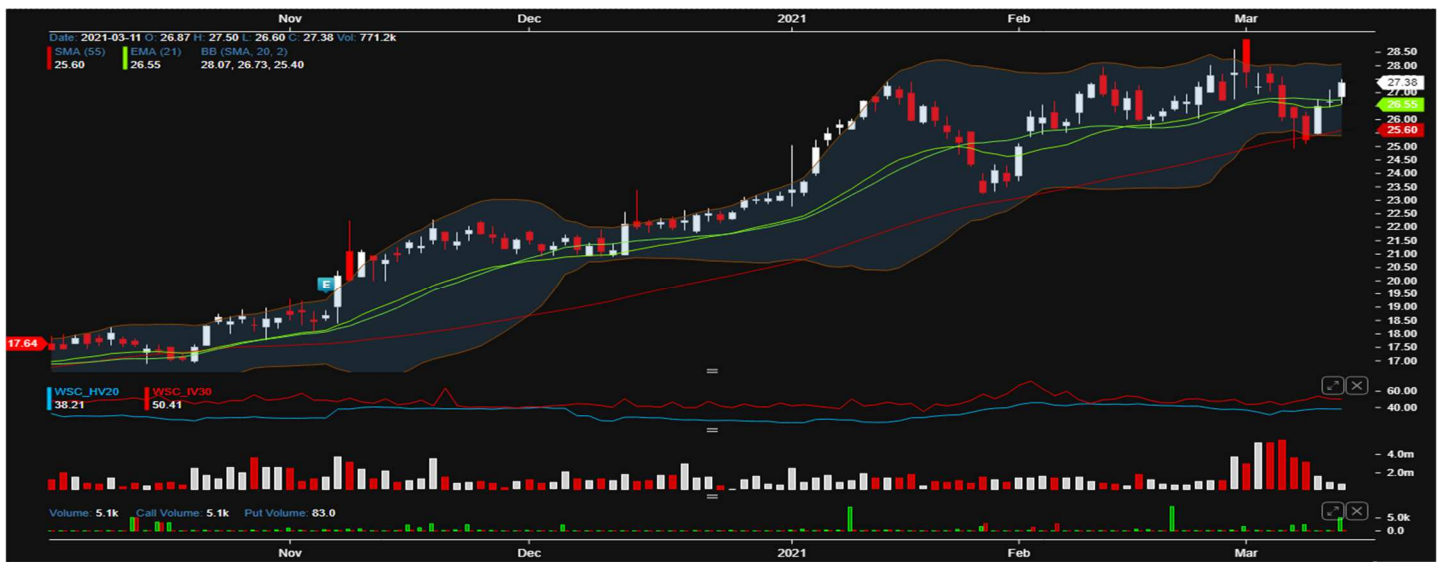 Nov Dec 2021 Feb Mar
Date: 2021-03-11 O: 26.87 H: 27.50 L: 26.60 C: 27.38 Vol: 771.2k
SMA (55) EMA (21) BB (SMA, 20, 2)
25.60 26.55 28.07, 26.73, 25.40
28.50
28.00
27.38
27.00
26.55
26.00
25.60
25.00
24.50
24.00
23.50
23.00
22.50
22.00
21.50
21.00
20.50
20.00
19.50
19.00
18.50
18.00
17.50
17.00
E
17.64
WSC_HV20 WSC_IV30
38.21 50.41
60.00
40.00
4.0m
2.0m
Volume: 5.1k Call Volume: 5.1k Put Volume: 83.0
5.0k
0.0
Nov Dec 2021 Feb Mar